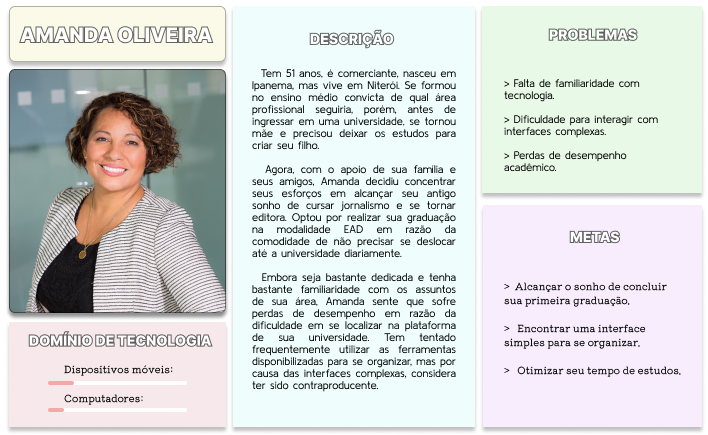 AMANDA OLIVEIRA
DOMÍNIO DE TECNOLOGIA
Dispositivos móveis:
Computadores:
DESCRIÇÃO
Tem 51 anos, é comerciante, nasceu em
Ipanema, mas vive em Niterói. Se formou
no ensino médio convicta de qual área
profissional seguiria, porém, antes de
ingressar em uma universidade, se tornou
mãe e precisou deixar os estudos para
criar seu filho.
Agora, com o apoio de sua família e
seus amigos, Amanda decidiu concentrar
seus esforços em alcançar seu antigo
sonho de cursar jornalismo e se tornar
editora. Optou por realizar sua graduação
na modalidade EAD em razão da
comodidade de não precisar se deslocar
até a universidade diariamente.
Embora seja bastante dedicada e tenha
bastante familiaridade com os assuntos
de sua área, Amanda sente que sofre
perdas de desempenho em razão da
dificuldade em se localizar na plataforma
de sua universidade. Tem tentado
frequentemente utilizar as ferramentas
disponibilizadas para se organizar, mas por
causa das interfaces complexas, considera
ter sido contraproducente.
PROBLEMAS
> Falta de familiaridade com
tecnologia.
> Dificuldade para interagir com
interfaces complexas.
> Perdas de desempenho
acadêmico.
METAS
> Alcançar o sonho de concluir
sua primeira graduação.
> Encontrar uma interface
simples para se organizar.
> Otimizar seu tempo de estudos.